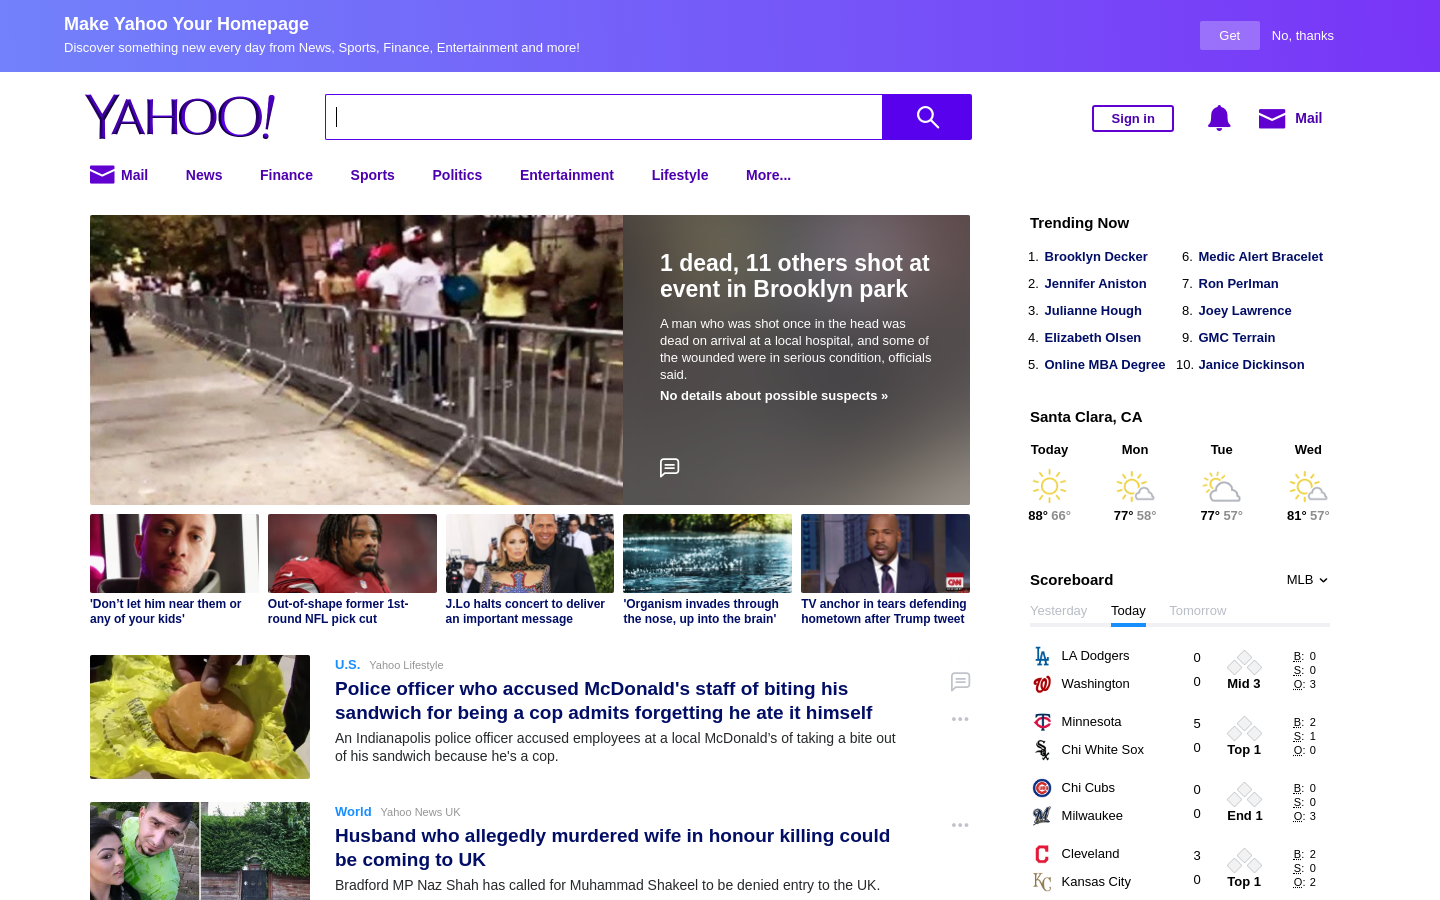 Make Yahoo Your Homepage
Discover something new every day from News, Sports, Finance, Entertainment and more!
Get
No, thanks
YAHOO!
Sign in
Mail
Mail
News
Finance
Sports
Politics
Entertainment
Lifestyle
More...
1 dead, 11 others shot at
event in Brooklyn park
A man who was shot once in the head was
dead on arrival at a local hospital, and some of
the wounded were in serious condition, officials
said.
No details about possible suspects »
'Don’t let him near them or
any of your kids'
Out-of-shape former 1st-
round NFL pick cut
J.Lo halts concert to deliver
an important message
'Organism invades through
the nose, up into the brain'
CNN
TV anchor in tears defending
hometown after Trump tweet
U.S.
Yahoo Lifestyle
Police officer who accused McDonald's staff of biting his
sandwich for being a cop admits forgetting he ate it himself
An Indianapolis police officer accused employees at a local McDonald’s of taking a bite out
of his sandwich because he's a cop.
World
Yahoo News UK
Husband who allegedly murdered wife in honour killing could
be coming to UK
Bradford MP Naz Shah has called for Muhammad Shakeel to be denied entry to the UK.
Trending Now
1. Brooklyn Decker
2. Jennifer Aniston
3. Julianne Hough
4. Elizabeth Olsen
5. Online MBA Degree
6. Medic Alert Bracelet
7. Ron Perlman
8. Joey Lawrence
9. GMC Terrain
10. Janice Dickinson
Santa Clara, CA
Today
Mon
Tue
Wed
88° 66°
77° 58°
77° 57°
81° 57°
Scoreboard
MLB
Yesterday
Today
Tomorrow
LA Dodgers 0
Washington 0
Mid 3
B: 0
S: 0
O: 3
Minnesota 5
Chi White Sox 0
Top 1
B: 2
S: 1
O: 0
Chi Cubs 0
Milwaukee 0
End 1
B: 0
S: 0
O: 3
Cleveland 3
Kansas City 0
Top 1
B: 2
S: 0
O: 2